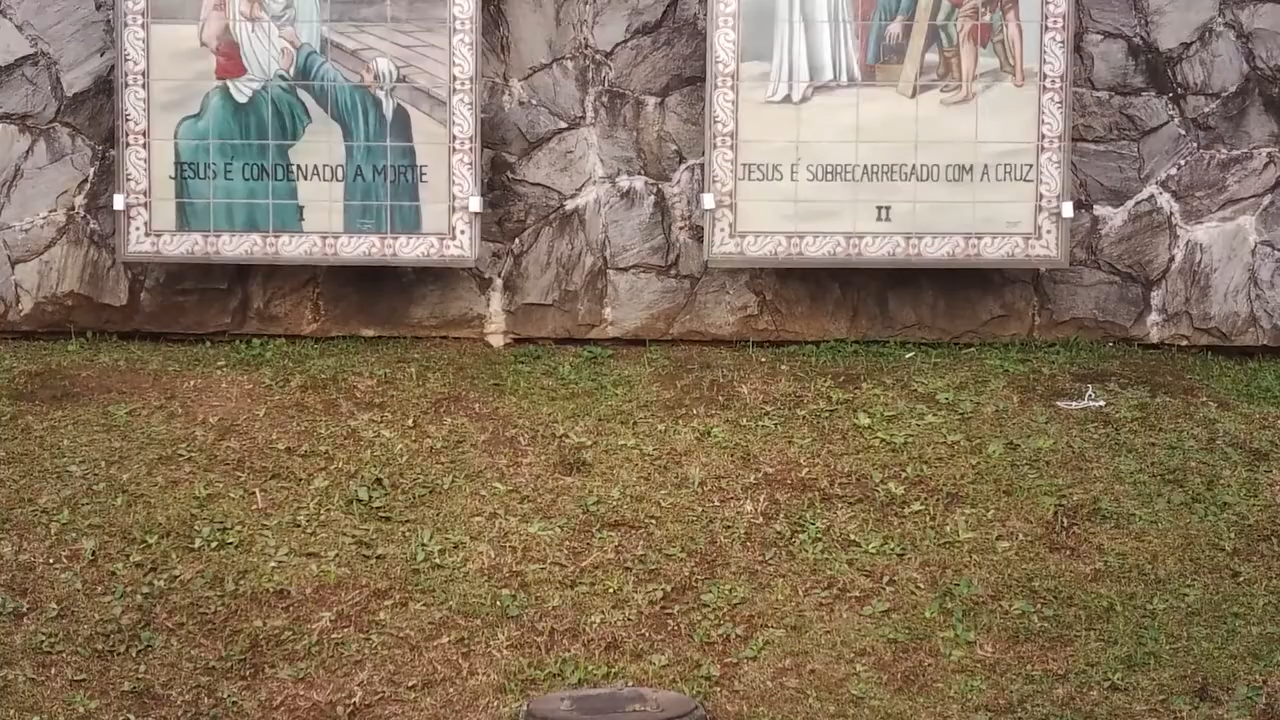 JESUS É CONDENADO A MORTE
I
JESUS É SOBRECARREGADO COM A CRUZ
II